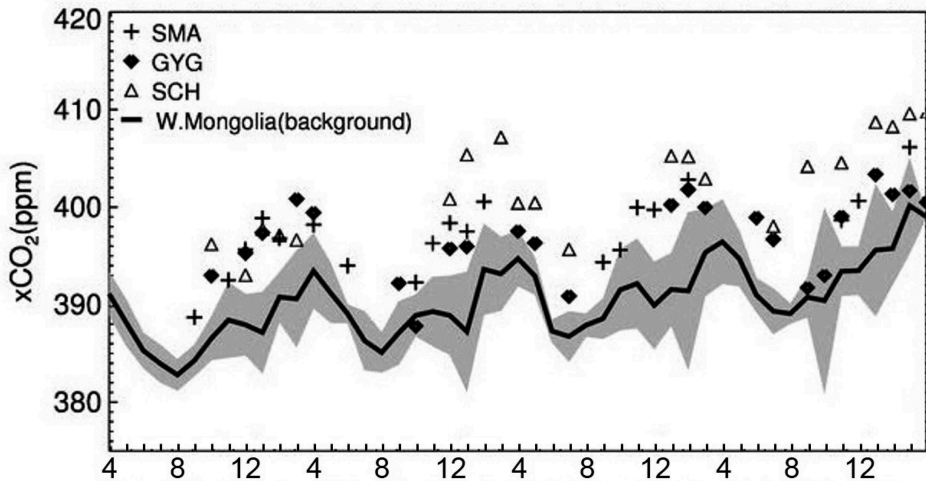 420
410
400
390
380
xCO2(ppm)
+ SMA
◆ GYG
△ SCH
W.Mongolia(background)
4 8 12 4 8 12 4 8 12 4 8 12